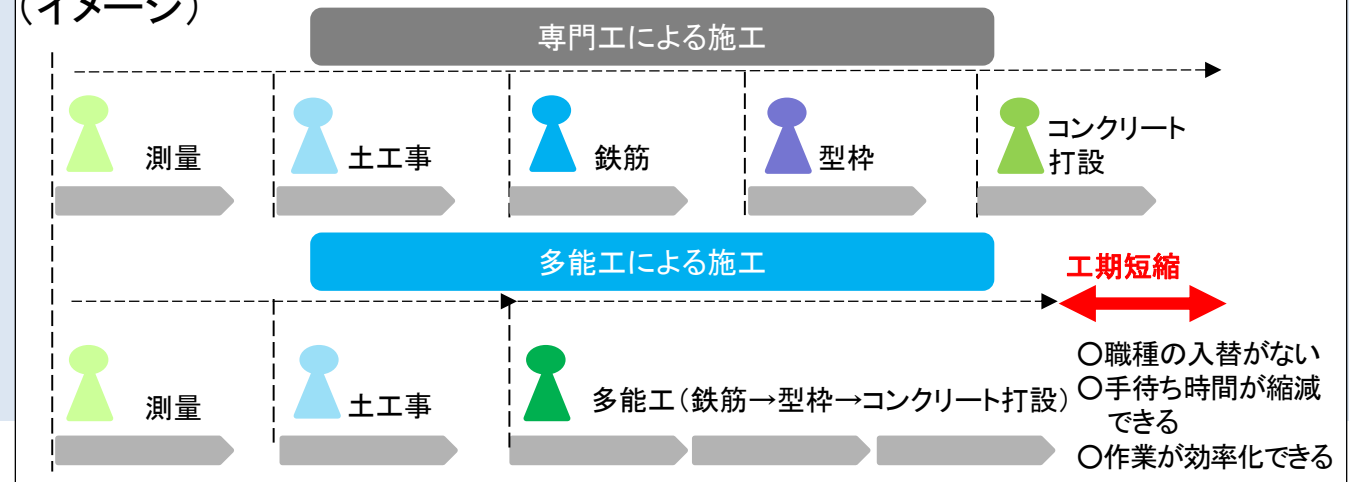 (イメージ)
専門工による施工
測量
土工事
鉄筋
型枠
コンクリート
打設
多能工による施工
工期短縮
測量
土工事
多能工(鉄筋→型枠→コンクリート打設)
〇職種の入替がない
〇手待ち時間が縮減
できる
〇作業が効率化できる